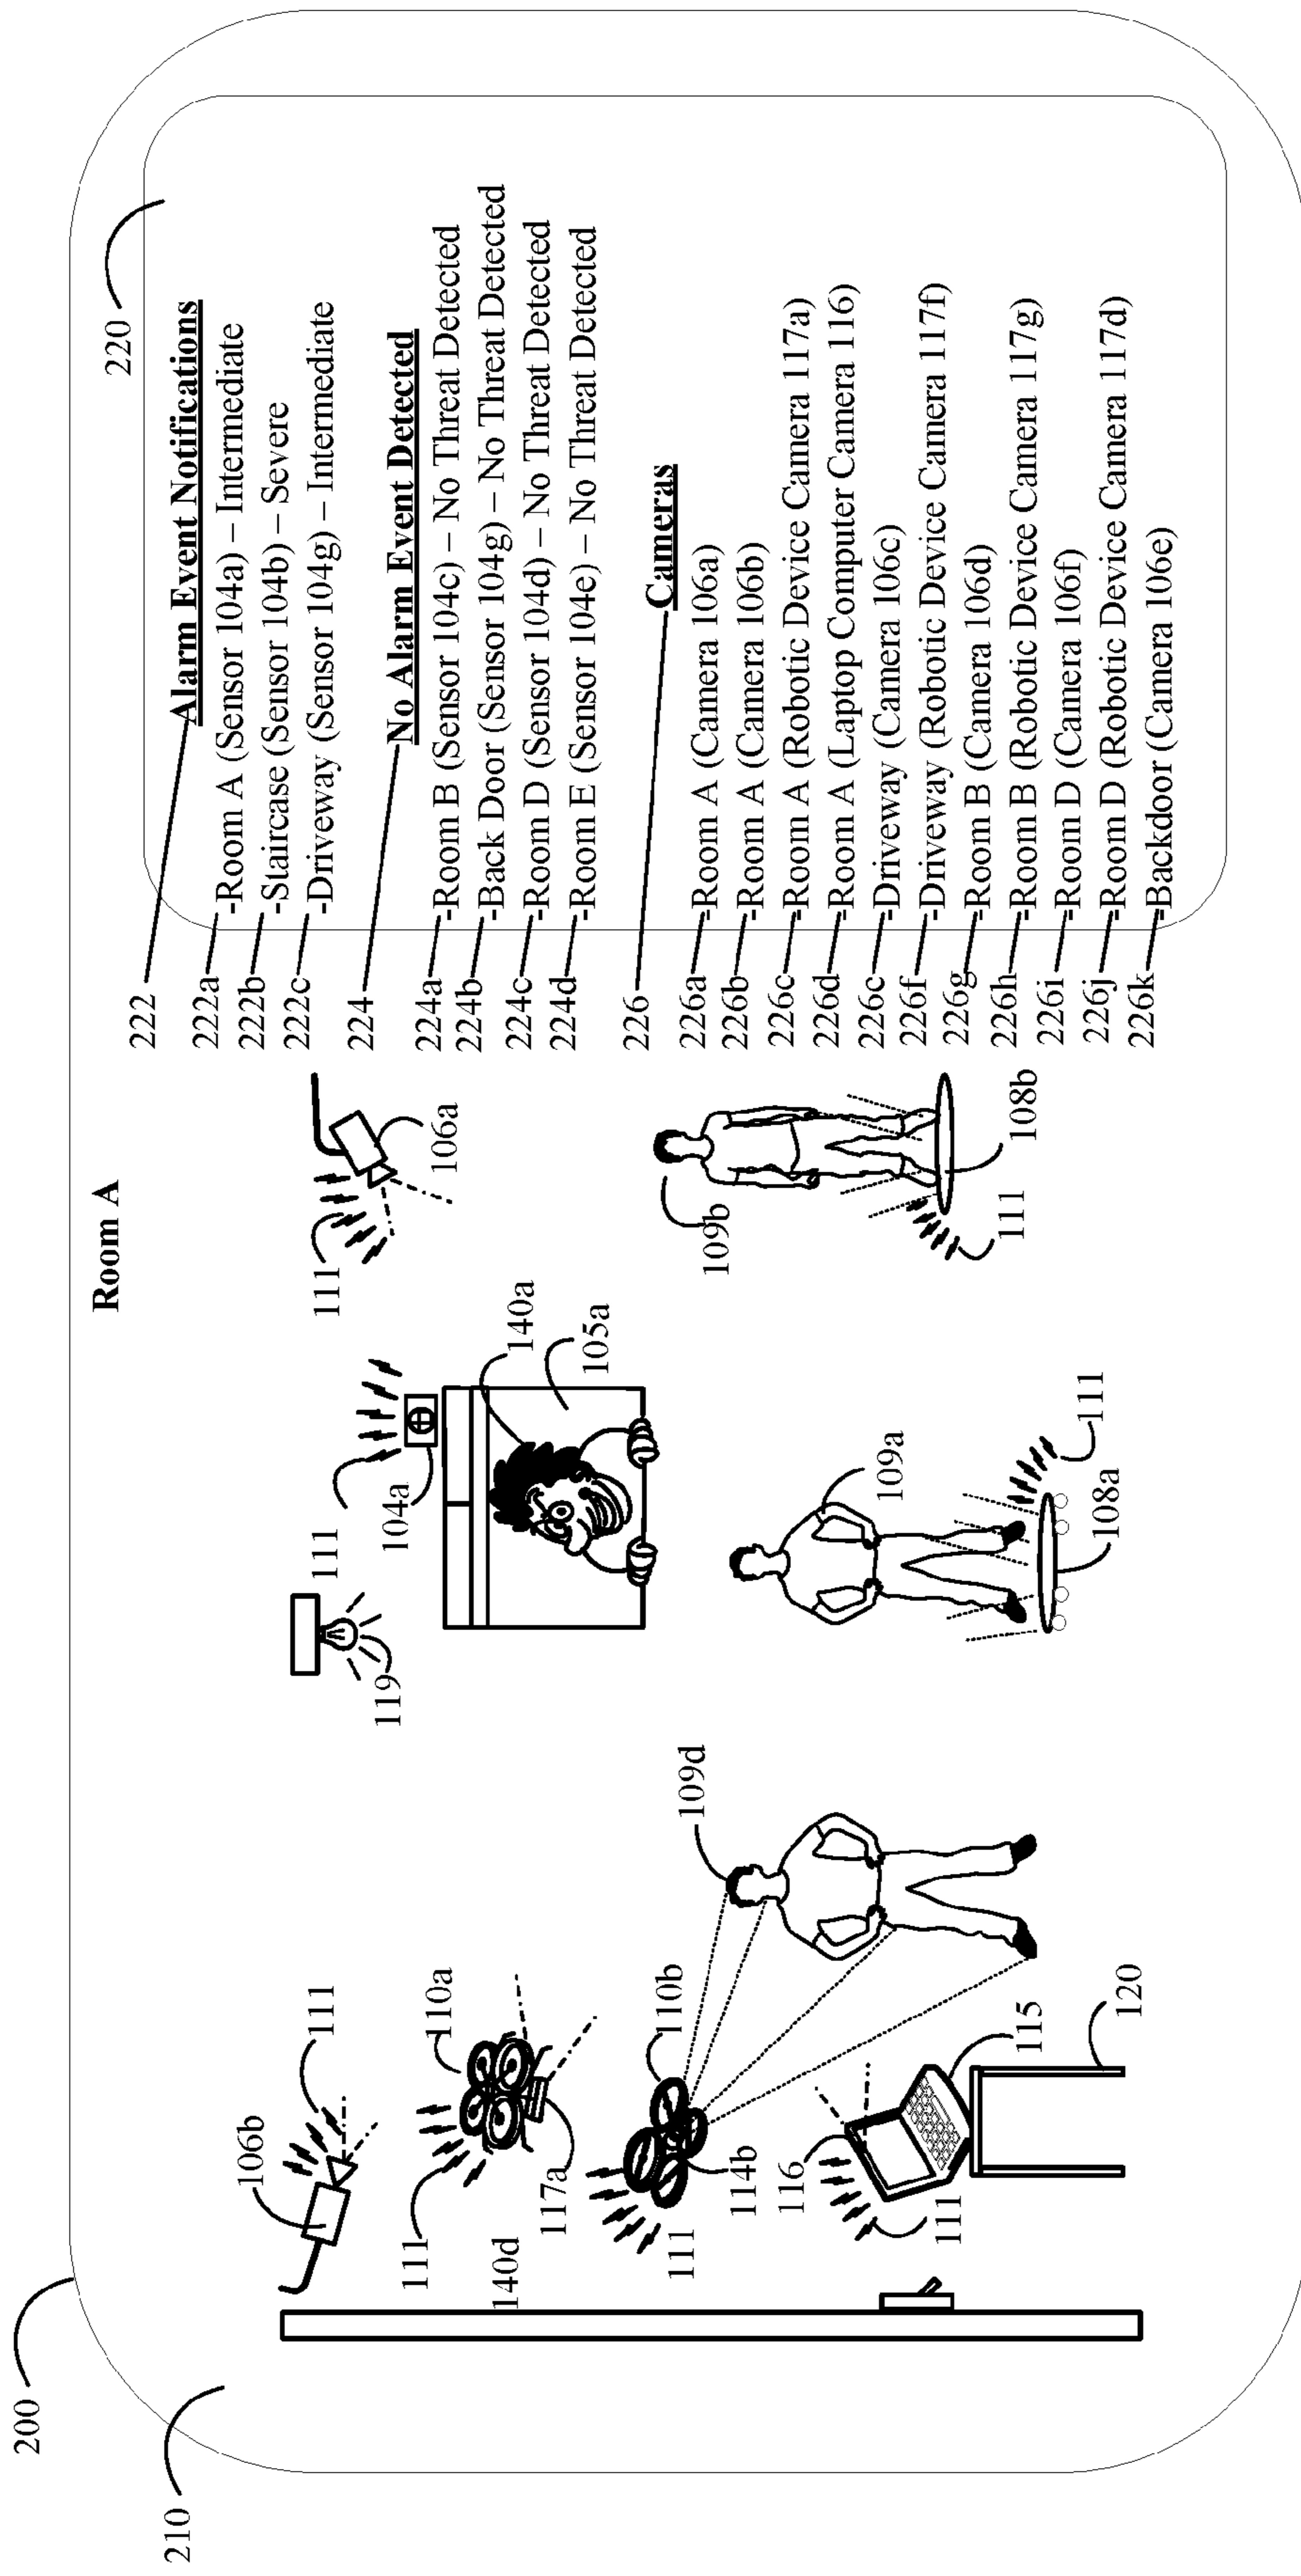 Room A
200
210
220
222
Alarm Event Notifications
222a
-Room A (Sensor 104a) – Intermediate
222b
-Staircase (Sensor 104b) – Severe
222c
-Driveway (Sensor 104g) – Intermediate
224
No Alarm Event Detected
224a
-Room B (Sensor 104c) – No Threat Detected
224b
-Back Door (Sensor 104g) – No Threat Detected
224c
-Room D (Sensor 104d) – No Threat Detected
224d
-Room E (Sensor 104e) – No Threat Detected
226
Cameras
226a
-Room A (Camera 106a)
226b
-Room A (Camera 106b)
226c
-Room A (Robotic Device Camera 117a)
226d
-Room A (Laptop Computer Camera 116)
226c
-Driveway (Camera 106c)
226f
-Driveway (Robotic Device Camera 117f)
226g
-Room B (Camera 106d)
226h
-Room B (Robotic Device Camera 117g)
226i
-Room D (Camera 106f)
226j
-Room D (Robotic Device Camera 117d)
226k
-Backdoor (Camera 106e)
106b
111
111
110a
140d
117a
111
110b
114b
116
111
115
120
109d
119
111
104a
140a
105a
109a
111
108a
111
106a
109b
111
108b